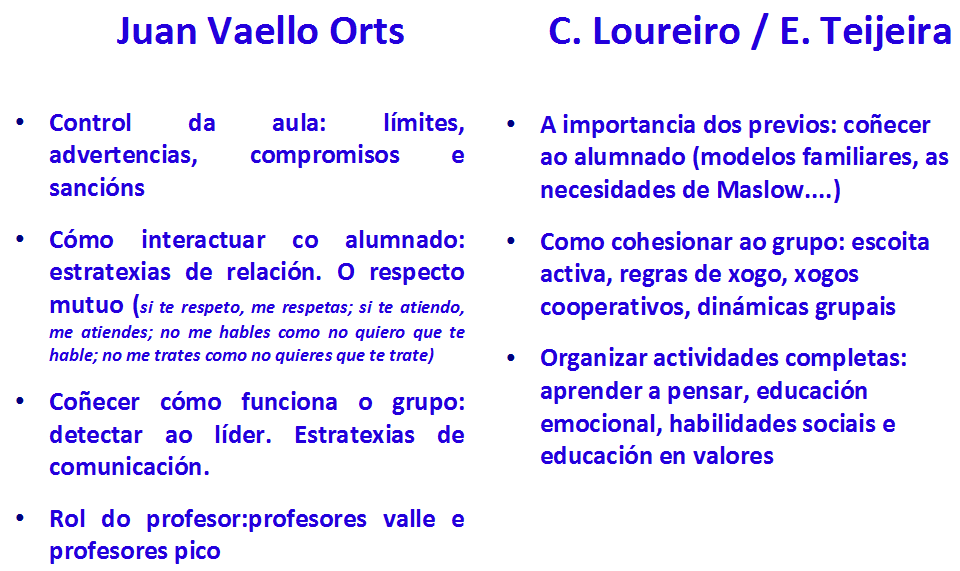 Juan Vaello Orts
• Control da aula: límites,
advertencias, compromisos e
sancións
• Cómo interactuar co alumnado:
estratexias de relación. O respecto
mutuo (si te respeto, me respetas; si te atiendo,
me atiendes; no me hables como no quiero que te
hable; no me trates como no quieres que te trate)
• Coñecer cómo funciona o grupo:
detectar ao líder. Estratexias de
comunicación.
• Rol do profesor:profesores valle e
profesores pico
C. Loureiro / E. Teijeira
• A importancia dos previos: coñecer
ao alumnado (modelos familiares, as
necesidades de Maslow....)
• Como cohesionar ao grupo: escoita
activa, regras de xogo, xogos
cooperativos, dinámicas grupais
• Organizar actividades completas:
aprender a pensar, educación
emocional, habilidades sociais e
educación en valores